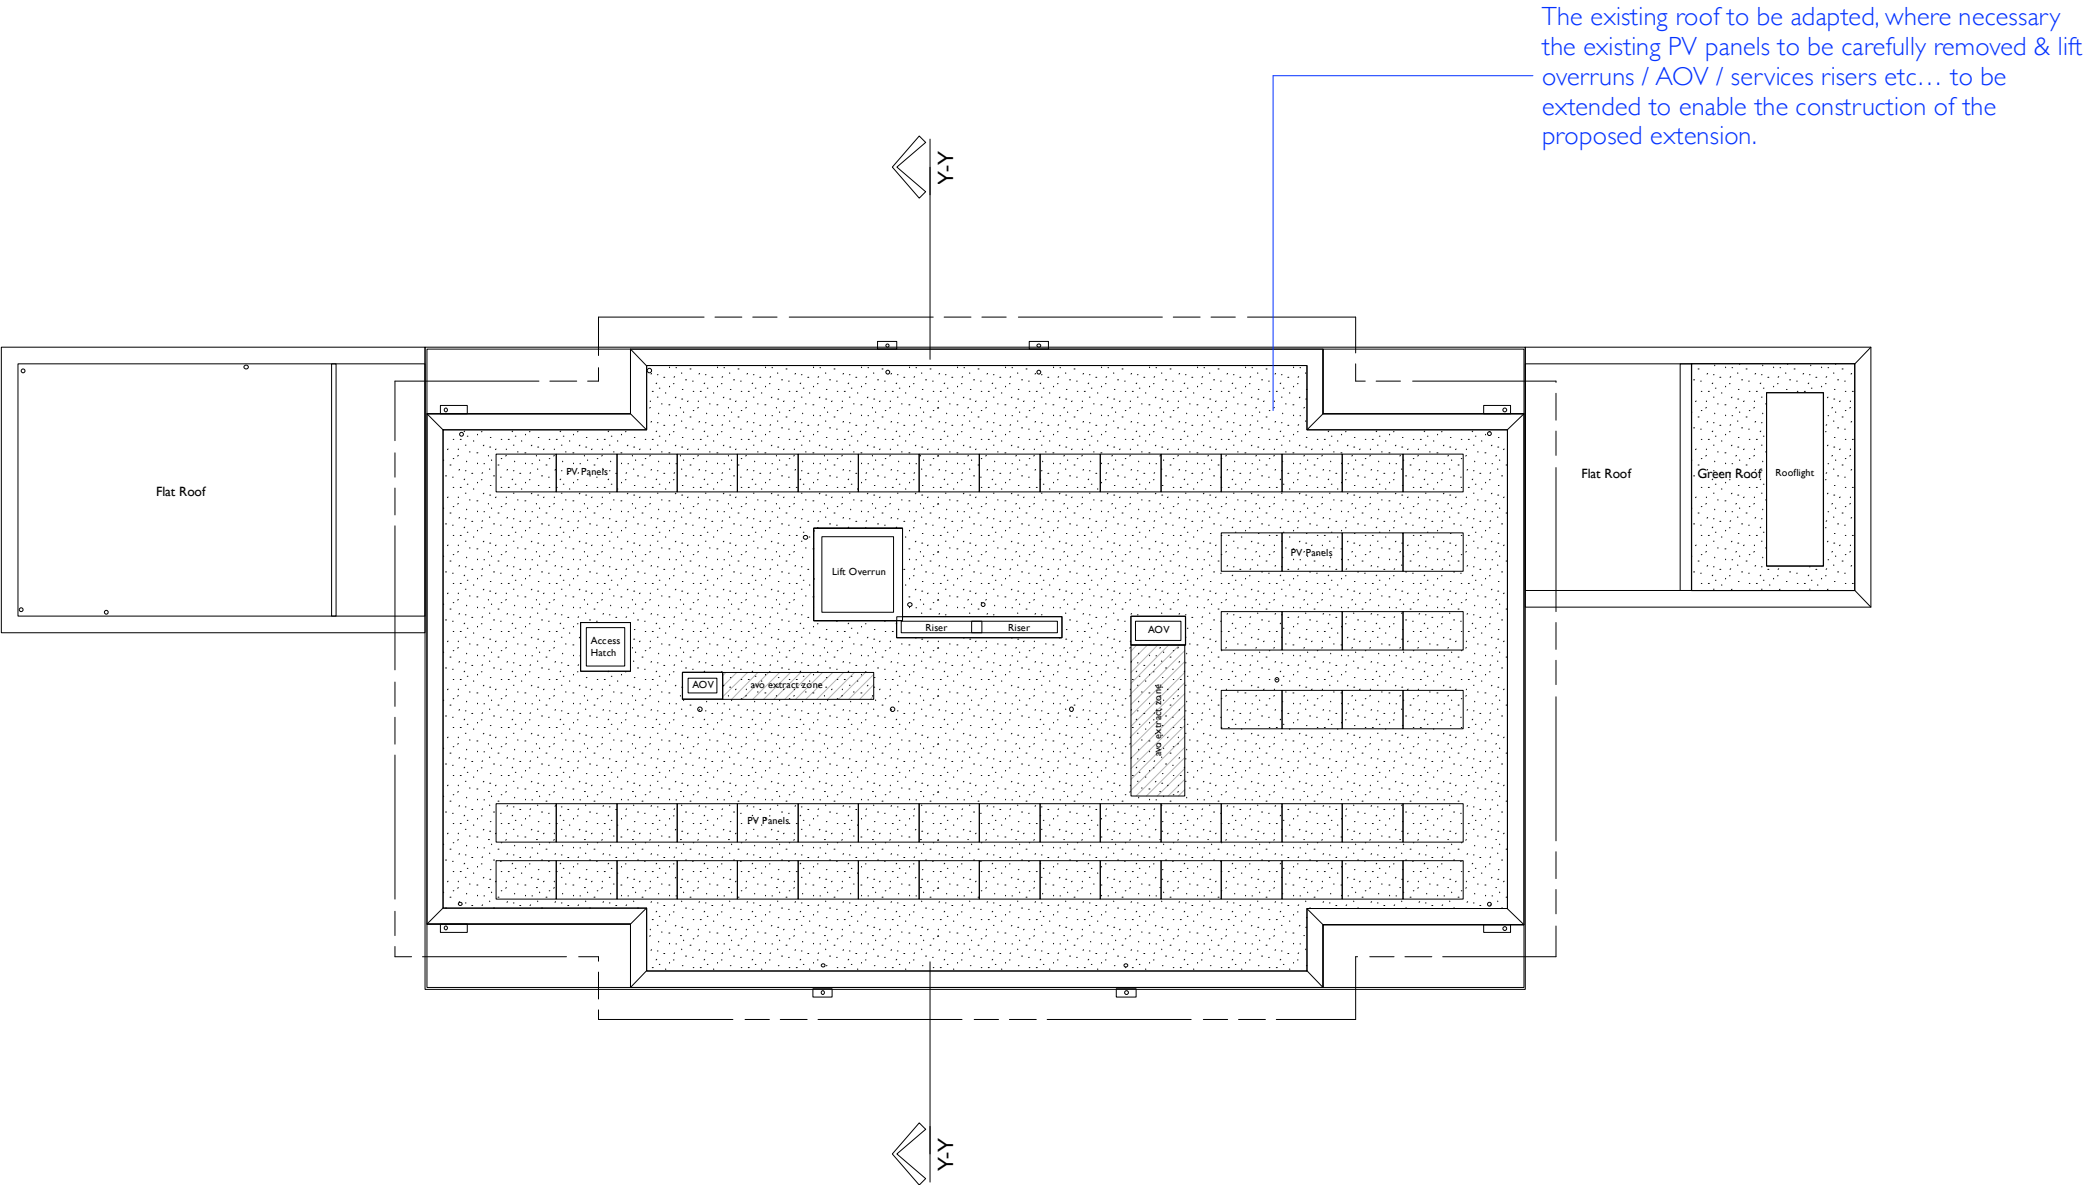 The existing roof to be adapted, where necessary
the existing PV panels to be carefully removed & lift
overruns / AOV / services risers etc… to be
extended to enable the construction of the
proposed extension.
Y-Y
PV Panels
Flat Roof
Flat Roof
Green Roof
Rooflight
PV Panels
Lift Overrun
Riser
Riser
AOV
Access
Hatch
AOV
avo extract zone
avo extract zone
PV Panels
Y-Y